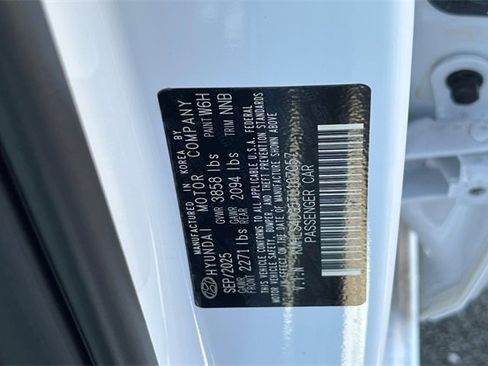 MANUFACTURED IN KOREA BY
HYUNDAI MOTOR COMPANY
SEP/2025 GVWR 3858 lbs PAINT W6H
GAWR FRONT 2271 lbs GAWR REAR 2094 lbs TRIM NNB
THIS VEHICLE CONFORMS TO ALL APPLICABLE U.S.A. FEDERAL
MOTOR VEHICLE SAFETY, BUMPER, AND THEFT PREVENTION STANDARDS
IN EFFECT ON THE DATE OF MANUFACTURE SHOWN ABOVE
V.I.N
PASSENGER CAR